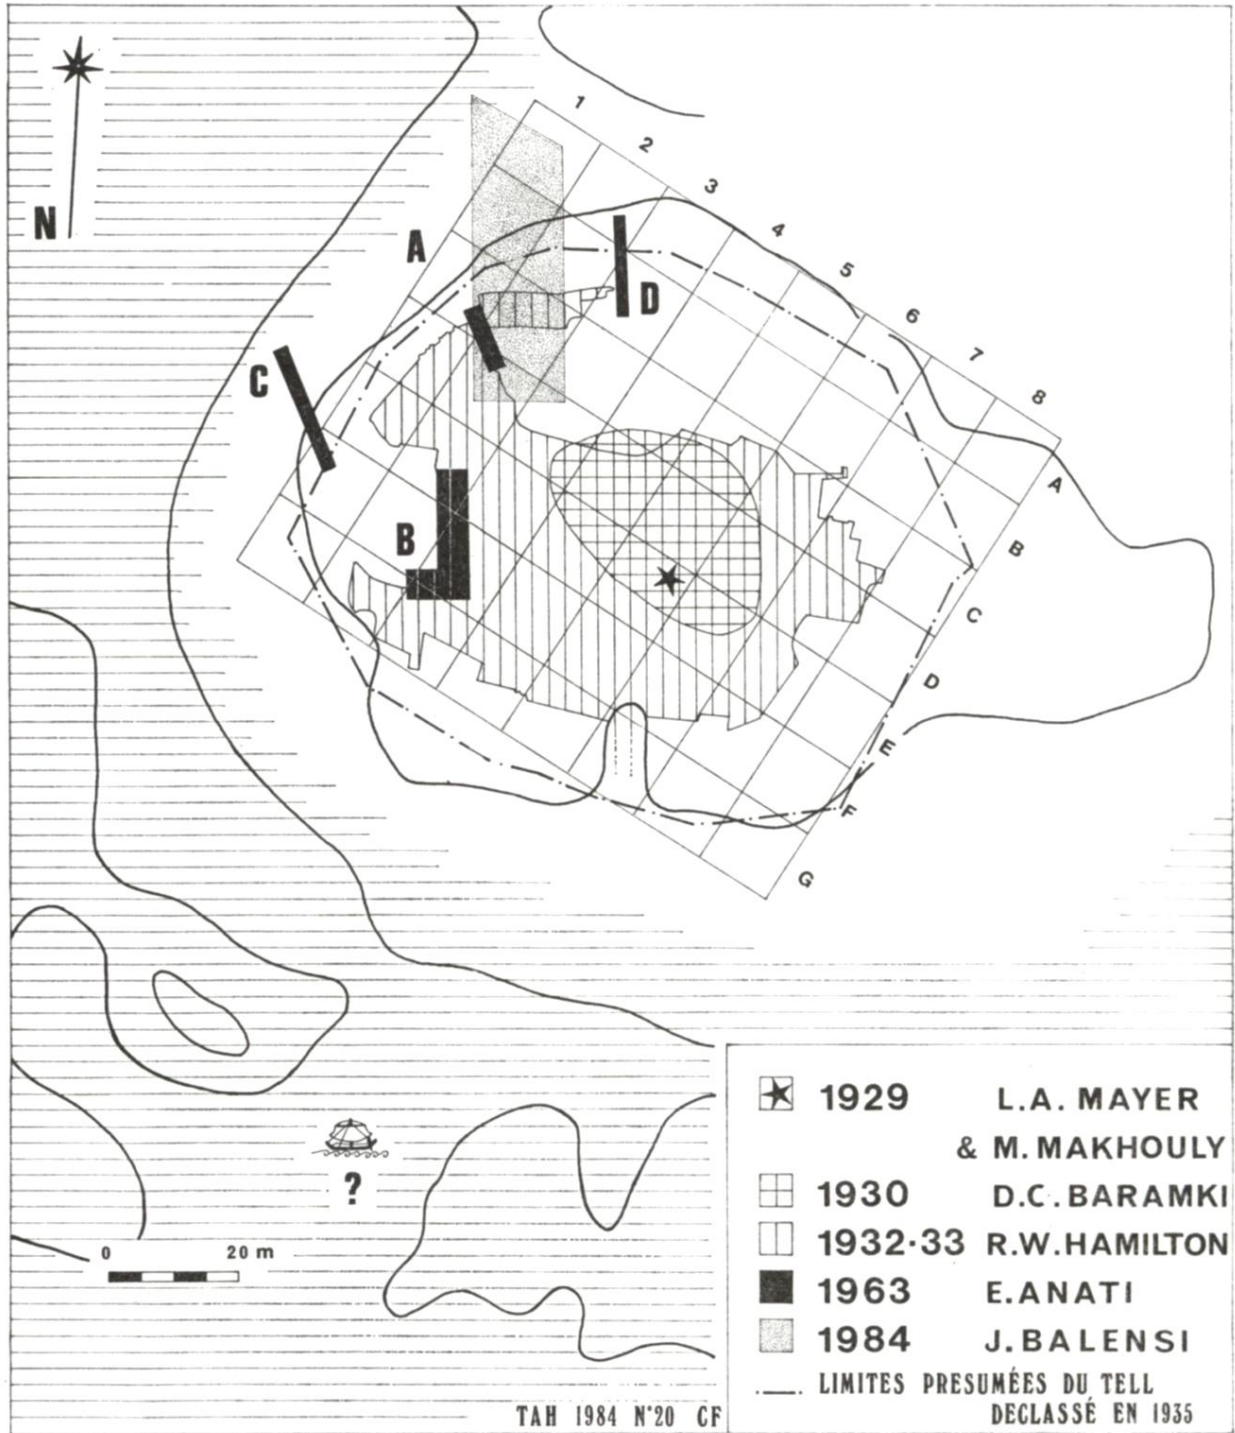 N
1
2
3
4
5
6
7
8
A
B
C
D
E
F
G
A
D
C
B
?
0 20 m
1929 L.A. MAYER
& M. MAKHOULY
1930 D.C. BARAMKI
1932·33 R.W. HAMILTON
1963 E. ANATI
1984 J. BALENSI
LIMITES PRESUMÉES DU TELL
DECLASSÉ EN 1935
TAH 1984 N°20 CF